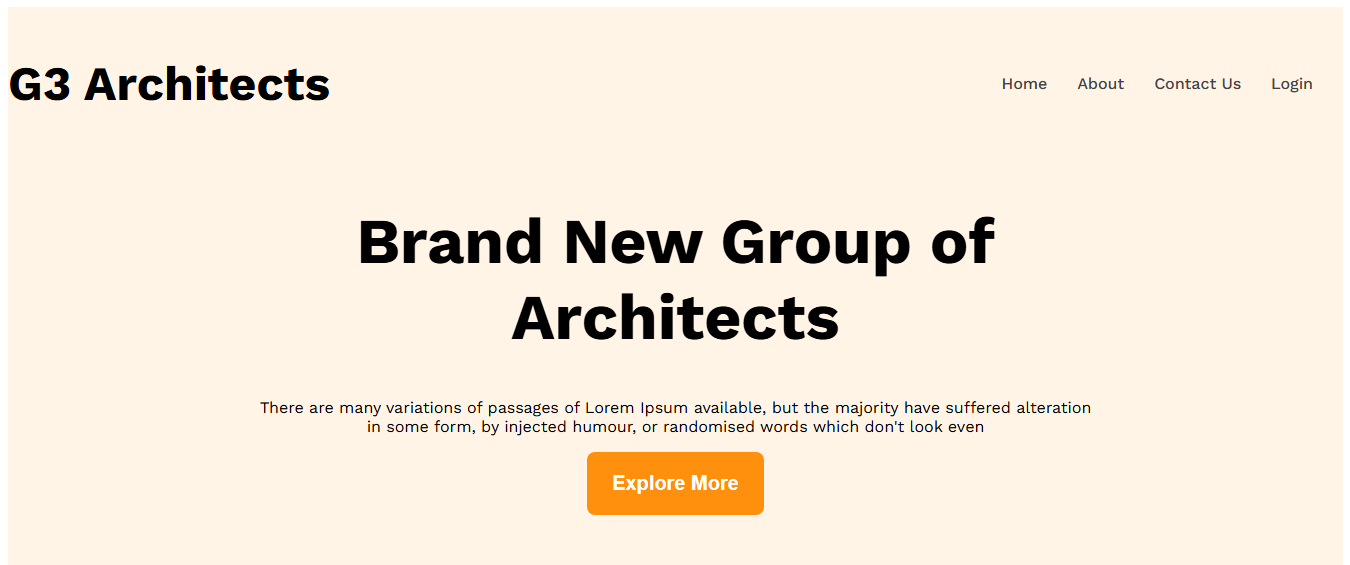 G3 Architects
Home About Contact Us Login
Brand New Group of
Architects
There are many variations of passages of Lorem Ipsum available, but the majority have suffered alteration
in some form, by injected humour, or randomised words which don't look even
Explore More